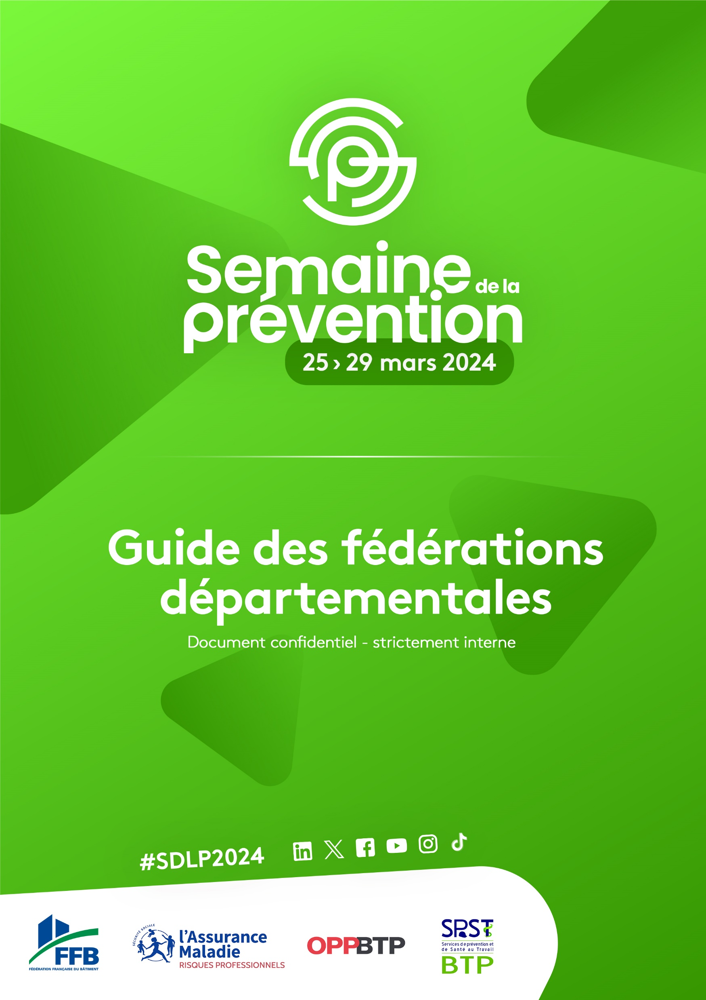 Semaine de la
prévention
25 › 29 mars 2024
Guide des fédérations
départementales
Document confidentiel - strictement interne
#SDLP2024
FFB
FÉDÉRATION FRANÇAISE DU BÂTIMENT
SÉCURITÉ SOCIALE
l'Assurance
Maladie
RISQUES PROFESSIONNELS
OPPBTP
SPST
Services de prévention et
de Santé au Travail
BTP